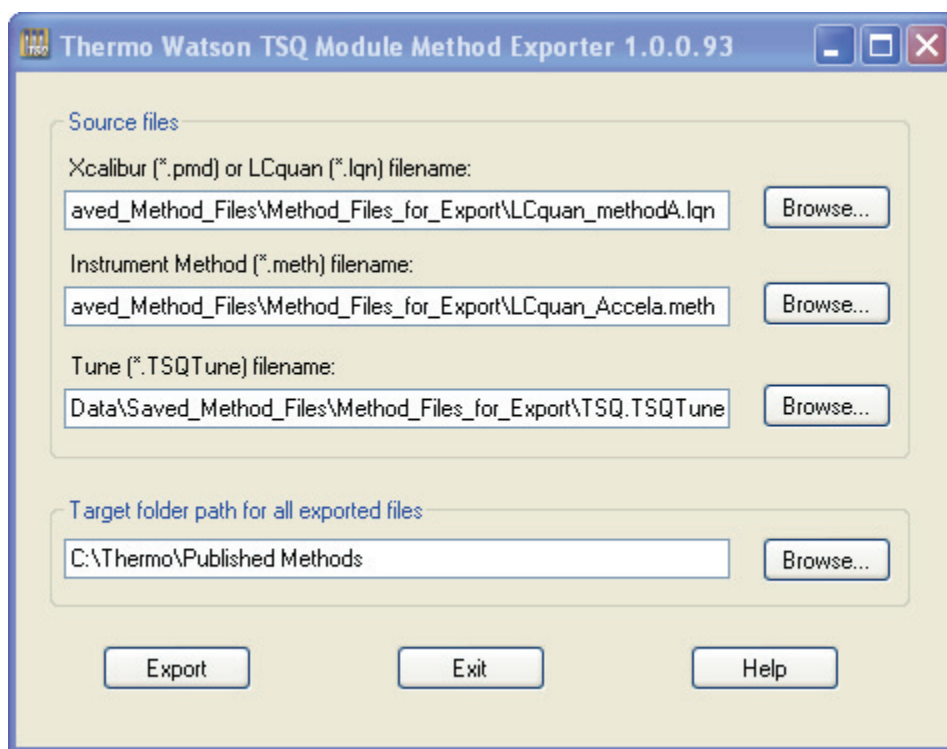 TSQ
Thermo Watson TSQ Module Method Exporter 1.0.0.93
Source files
Xcalibur (*.pmd) or LCquan (*.lqn) filename:
aved_Method_Files\Method_Files_for_Export\LCquan_methodA.lqn
Browse...
Instrument Method (*.meth) filename:
aved_Method_Files\Method_Files_for_Export\LCquan_Accela.meth
Browse...
Tune (*.TSQTune) filename:
Data\Saved_Method_Files\Method_Files_for_Export\TSQ.TSQTune
Browse...
Target folder path for all exported files
C:\Thermo\Published Methods
Browse...
Export
Exit
Help